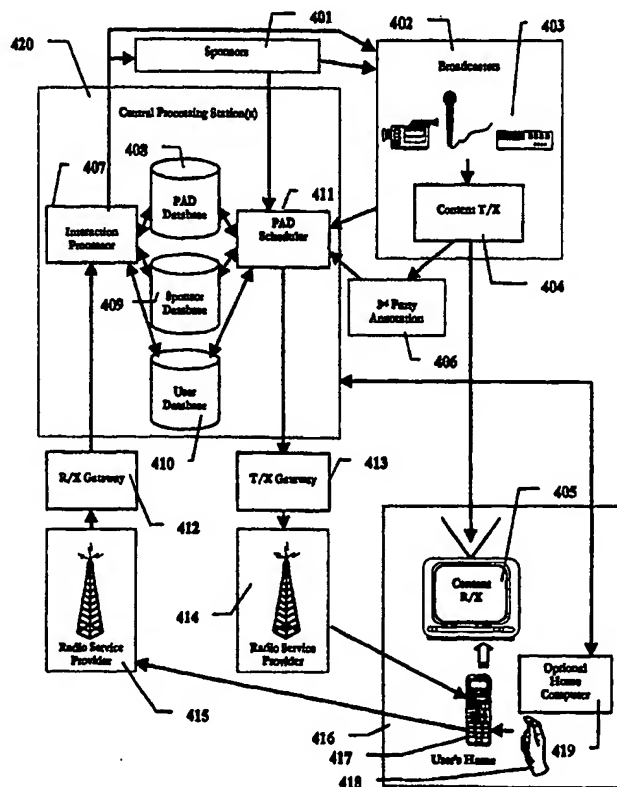 401
Sponsors
420
402
403
Broadcasters
Central Processing Station(s)
408
407
PAD
Database
411
Interaction
Processor
PAD
Scheduler
Content T/X
404
409
Sponsor
Database
3rd Party
Annotation
406
User
Database
410
R/X Gateway
412
T/X Gateway
413
405
Content
R/X
414
Radio Service
Provider
415
Radio Service
Provider
Optional
Home
Computer
416
417
User's Home
419
418